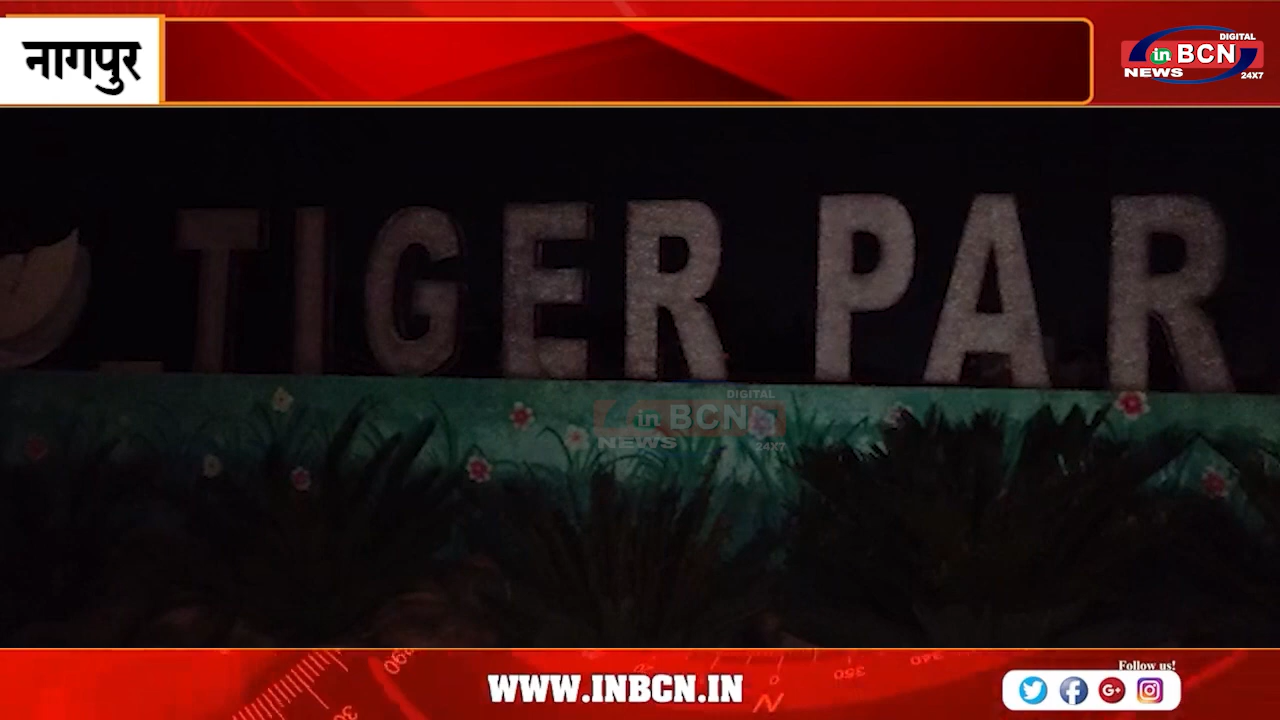 नागपुर
DIGITAL
in BCN
NEWS 24X7
TIGER PAR
DIGITAL
in BCN
NEWS 24X7
WWW.INBCN.IN
Follow us!